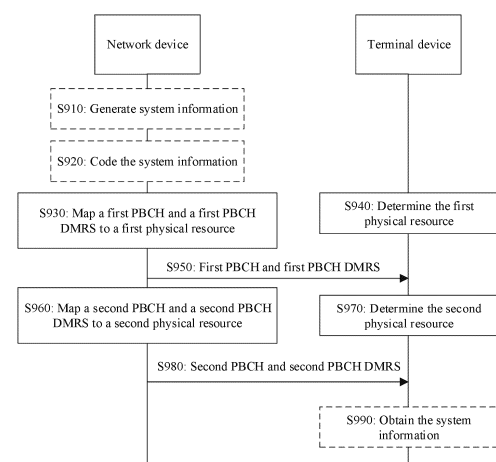 Network device
Terminal device
S910: Generate system information
S920: Code the system information
S930: Map a first PBCH and a first PBCH
DMRS to a first physical resource
S940: Determine the first
physical resource
S950: First PBCH and first PBCH DMRS
S960: Map a second PBCH and a second PBCH
DMRS to a second physical resource
S970: Determine the second
physical resource
S980: Second PBCH and second PBCH DMRS
S990: Obtain the system
information